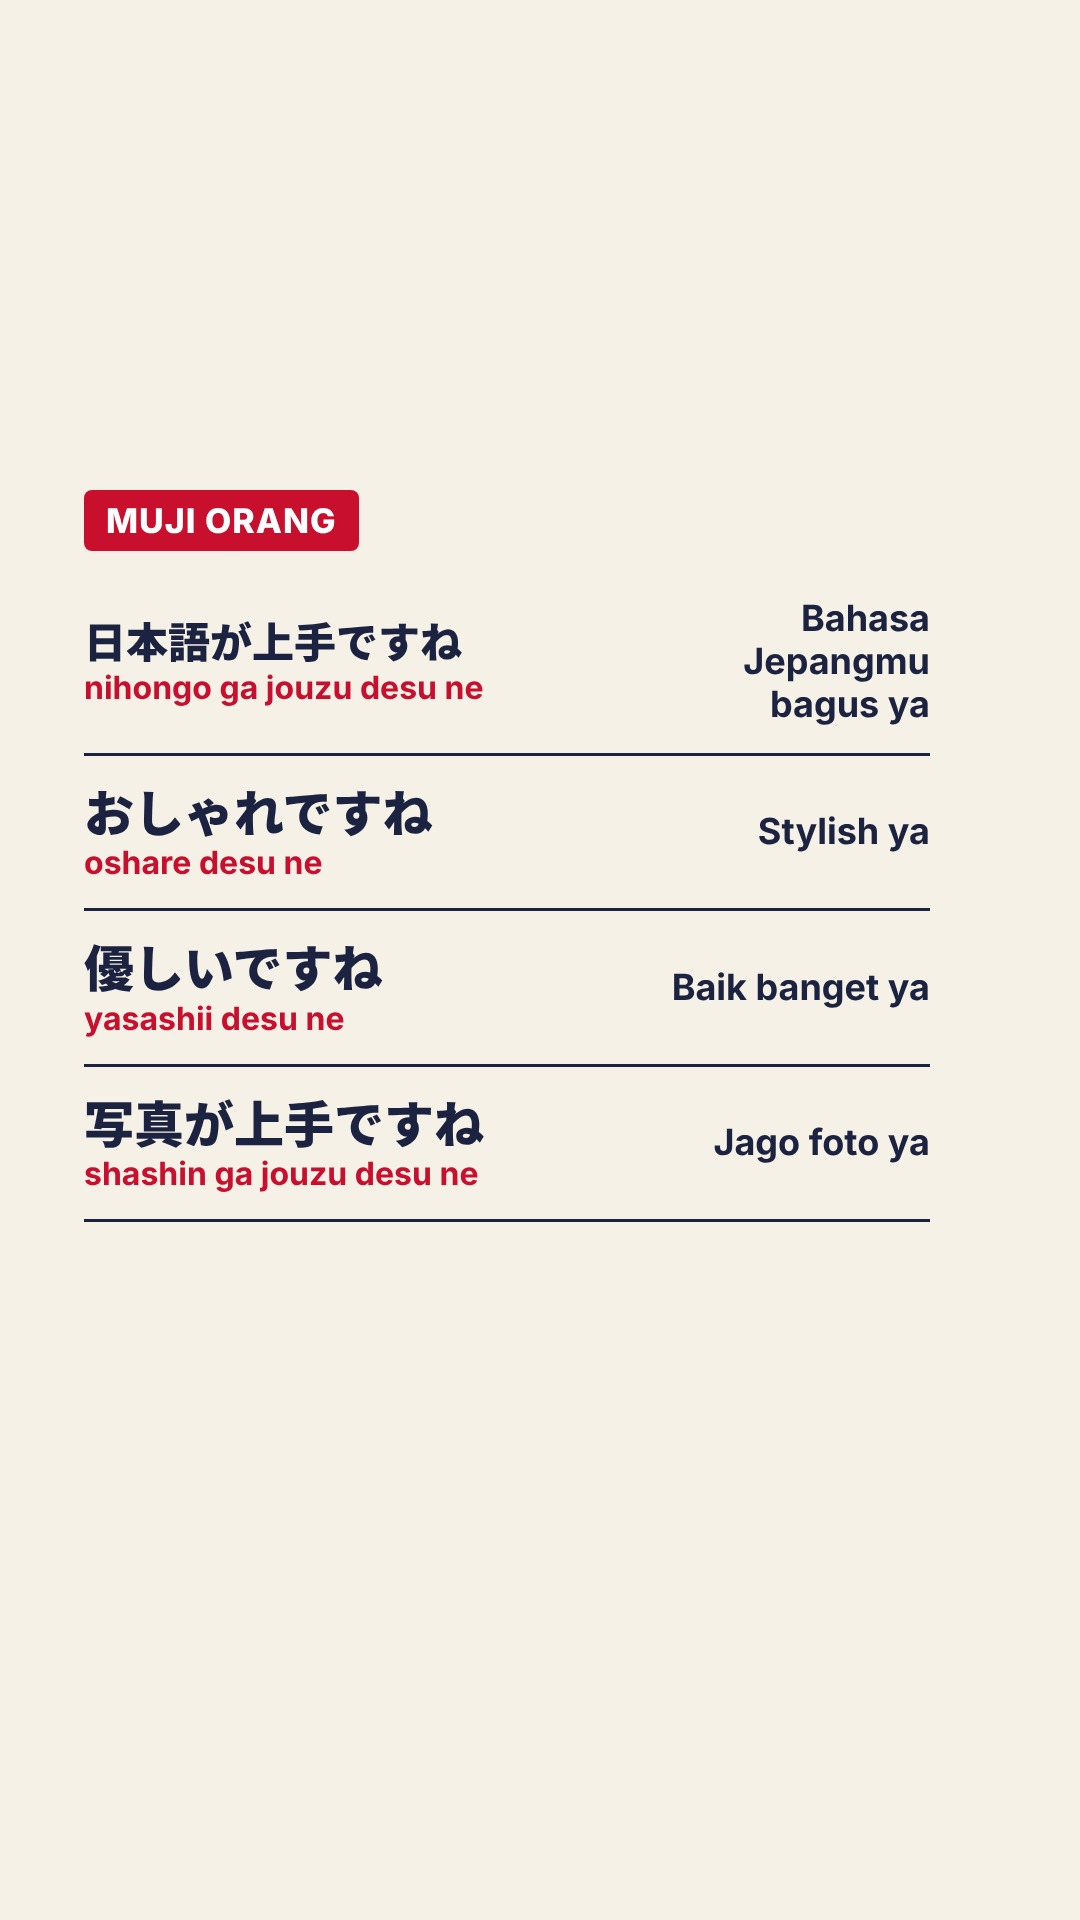 MUJI ORANG
日本語が上手ですね
nihongo ga jouzu desu ne
Bahasa
Jepangmu
bagus ya
おしゃれですね
oshare desu ne
Stylish ya
優しいですね
yasashii desu ne
Baik banget ya
写真が上手ですね
shashin ga jouzu desu ne
Jago foto ya